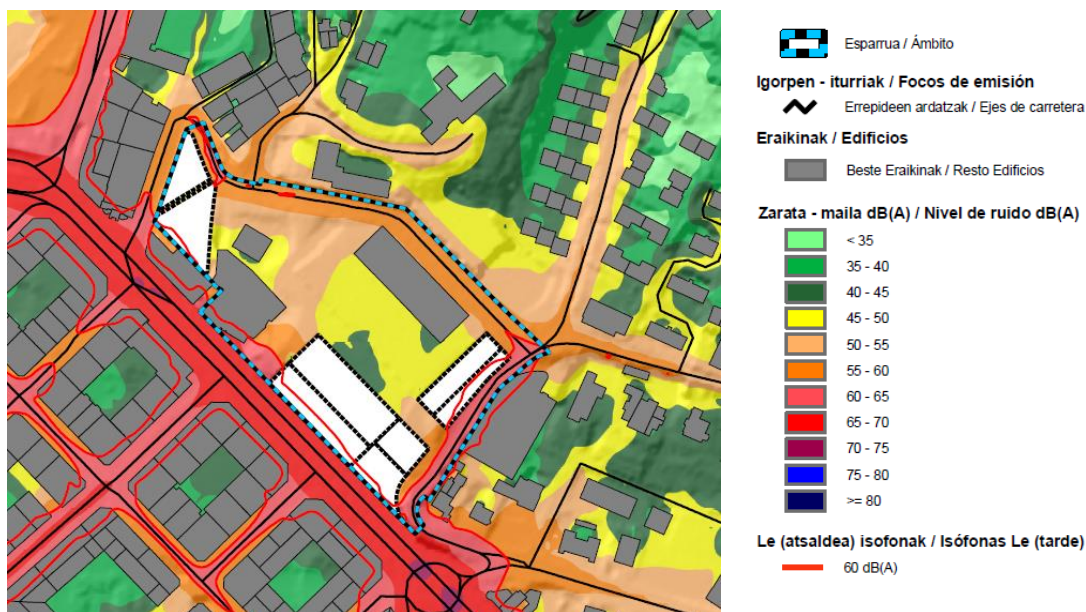 Esparrua / Ámbito
Igorpen - iturriak / Focos de emisión
Errepideen ardatzak / Ejes de carretera
Eraikinak / Edificios
Beste Eraikinak / Resto Edificios
Zarata - maila dB(A) / Nivel de ruido dB(A)
< 35
35 - 40
40 - 45
45 - 50
50 - 55
55 - 60
60 - 65
65 - 70
70 - 75
75 - 80
>= 80
Le (atsaldea) isofonak / Isófonas Le (tarde)
60 dB(A)